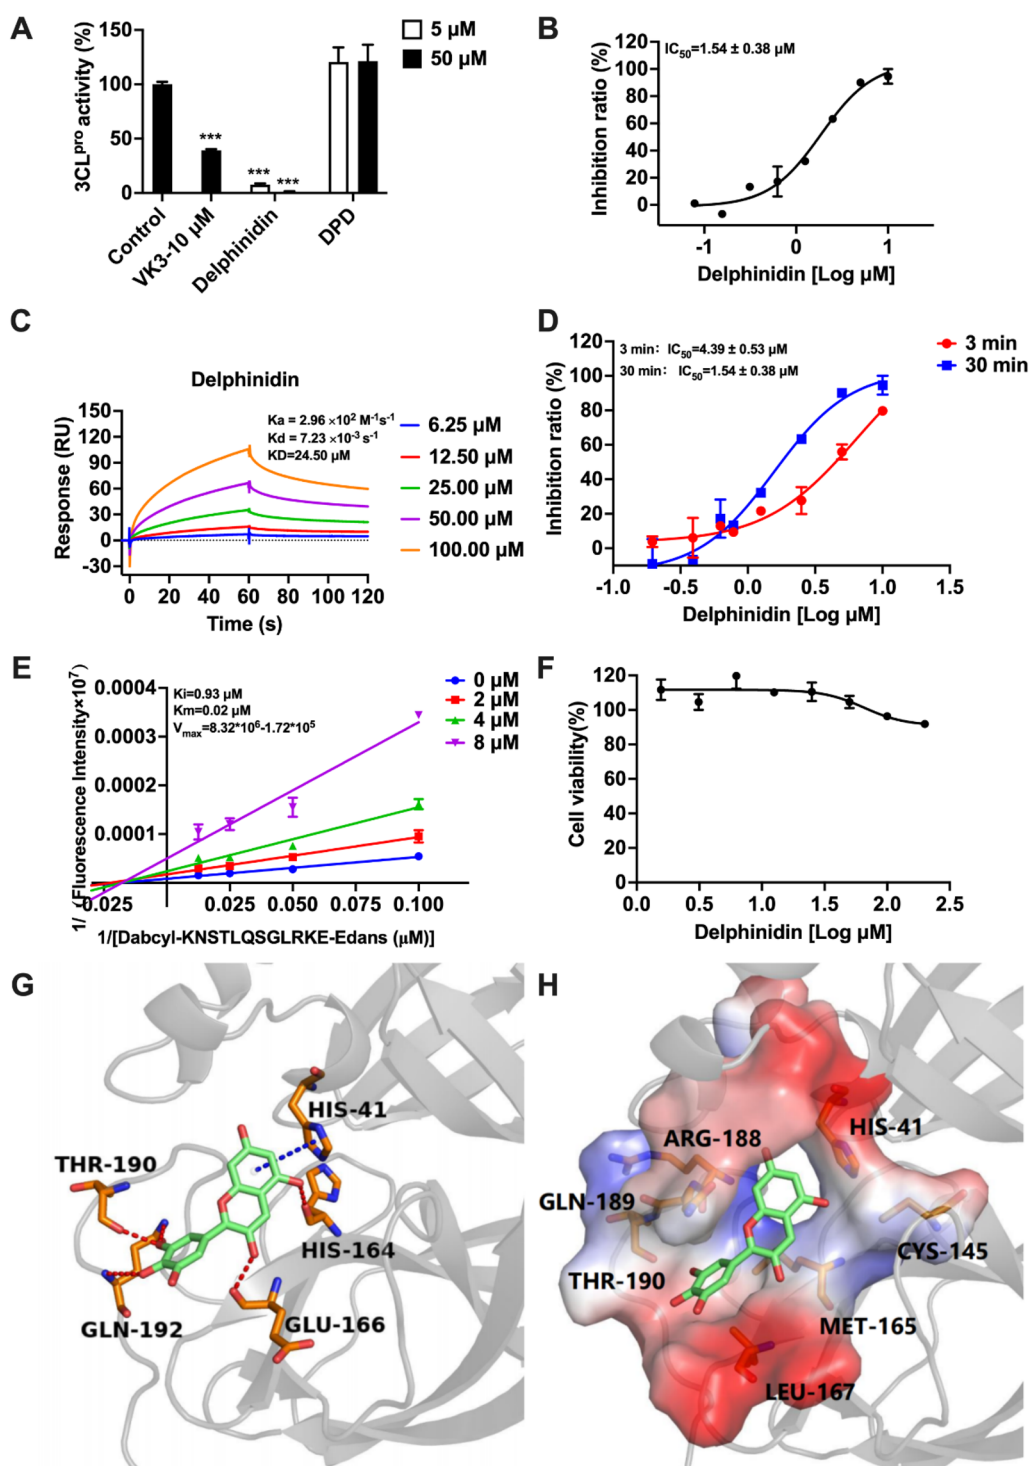 A
3CLpro activity (%)
150
100
50
0
5 μM
50 μM
***
***
***
Control
VK3-10 μM
Delphinidin
DPD
B
Inhibition ratio (%)
120
100
80
60
40
20
0
IC50=1.54 ± 0.38 μM
-1
0
1
Delphinidin [Log μM]
C
Delphinidin
Response (RU)
150
120
90
60
30
0
-30
Ka = 2.96 ×10² M⁻¹s⁻¹
Kd = 7.23 ×10⁻³ s⁻¹
KD=24.50 μM
6.25 μM
12.50 μM
25.00 μM
50.00 μM
100.00 μM
0 20 40 60 80 100 120
Time (s)
D
Inhibition ratio (%)
120
100
80
60
40
20
0
3 min: IC50=4.39 ± 0.53 μM
30 min: IC50=1.54 ± 0.38 μM
3 min
30 min
-1.0 -0.5 0.0 0.5 1.0 1.5
Delphinidin [Log μM]
E
1/ (Fluorescence Intensity×10⁷)
0.0004
0.0003
0.0002
0.0001
Ki=0.93 μM
Km=0.02 μM
Vmax=8.32*10⁶-1.72*10⁵
0 μM
2 μM
4 μM
8 μM
0.025 0.025 0.050 0.075 0.100
1/[Dabcyl-KNSTLQSGLRKE-Edans (μM)]
F
Cell viability(%)
120
100
80
60
40
20
0
0.0 0.5 1.0 1.5 2.0 2.5
Delphinidin [Log μM]
G
HIS-41
THR-190
HIS-164
GLN-192
GLU-166
H
HIS-41
ARG-188
GLN-189
CYS-145
THR-190
MET-165
LEU-167